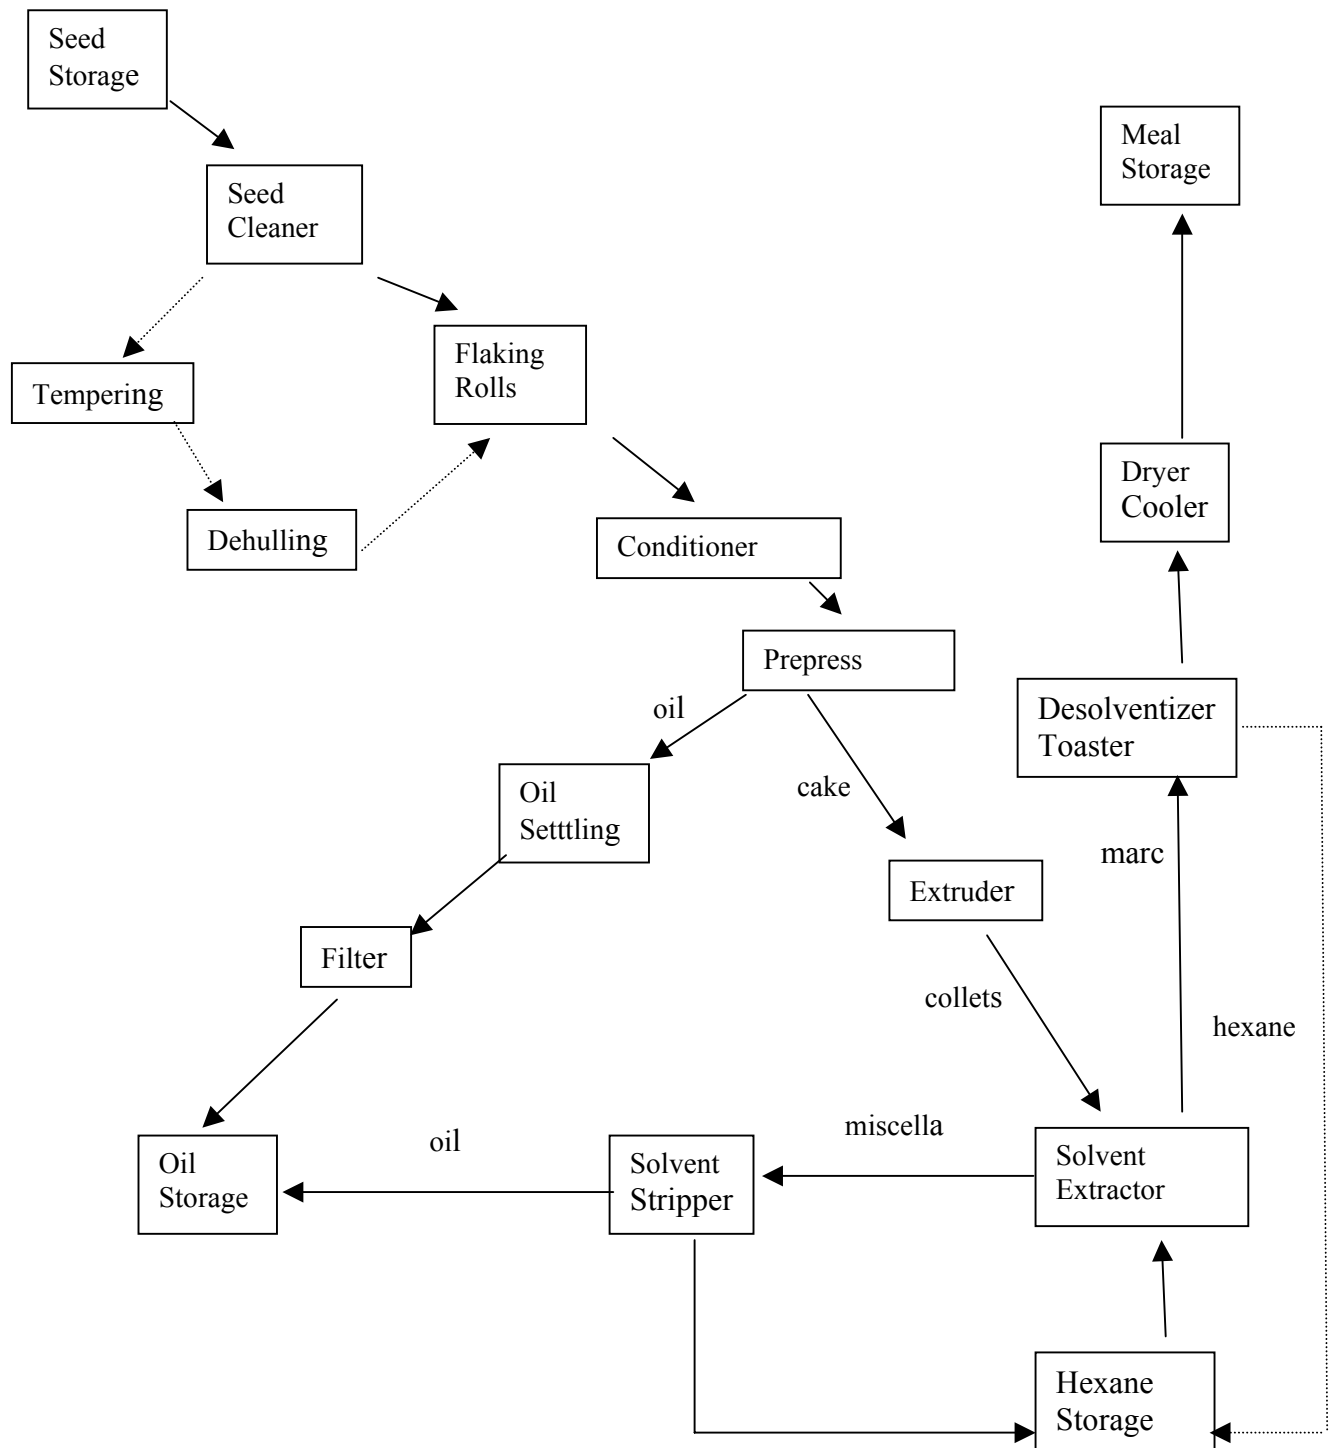 Seed
Storage
Meal
Storage
Seed
Cleaner
Flaking
Rolls
Tempering
Dryer
Cooler
Dehulling
Conditioner
Prepress
Desolventizer
Toaster
oil
cake
Oil
Setttling
marc
Extruder
Filter
collets
hexane
miscella
oil
Oil
Storage
Solvent
Stripper
Solvent
Extractor
Hexane
Storage